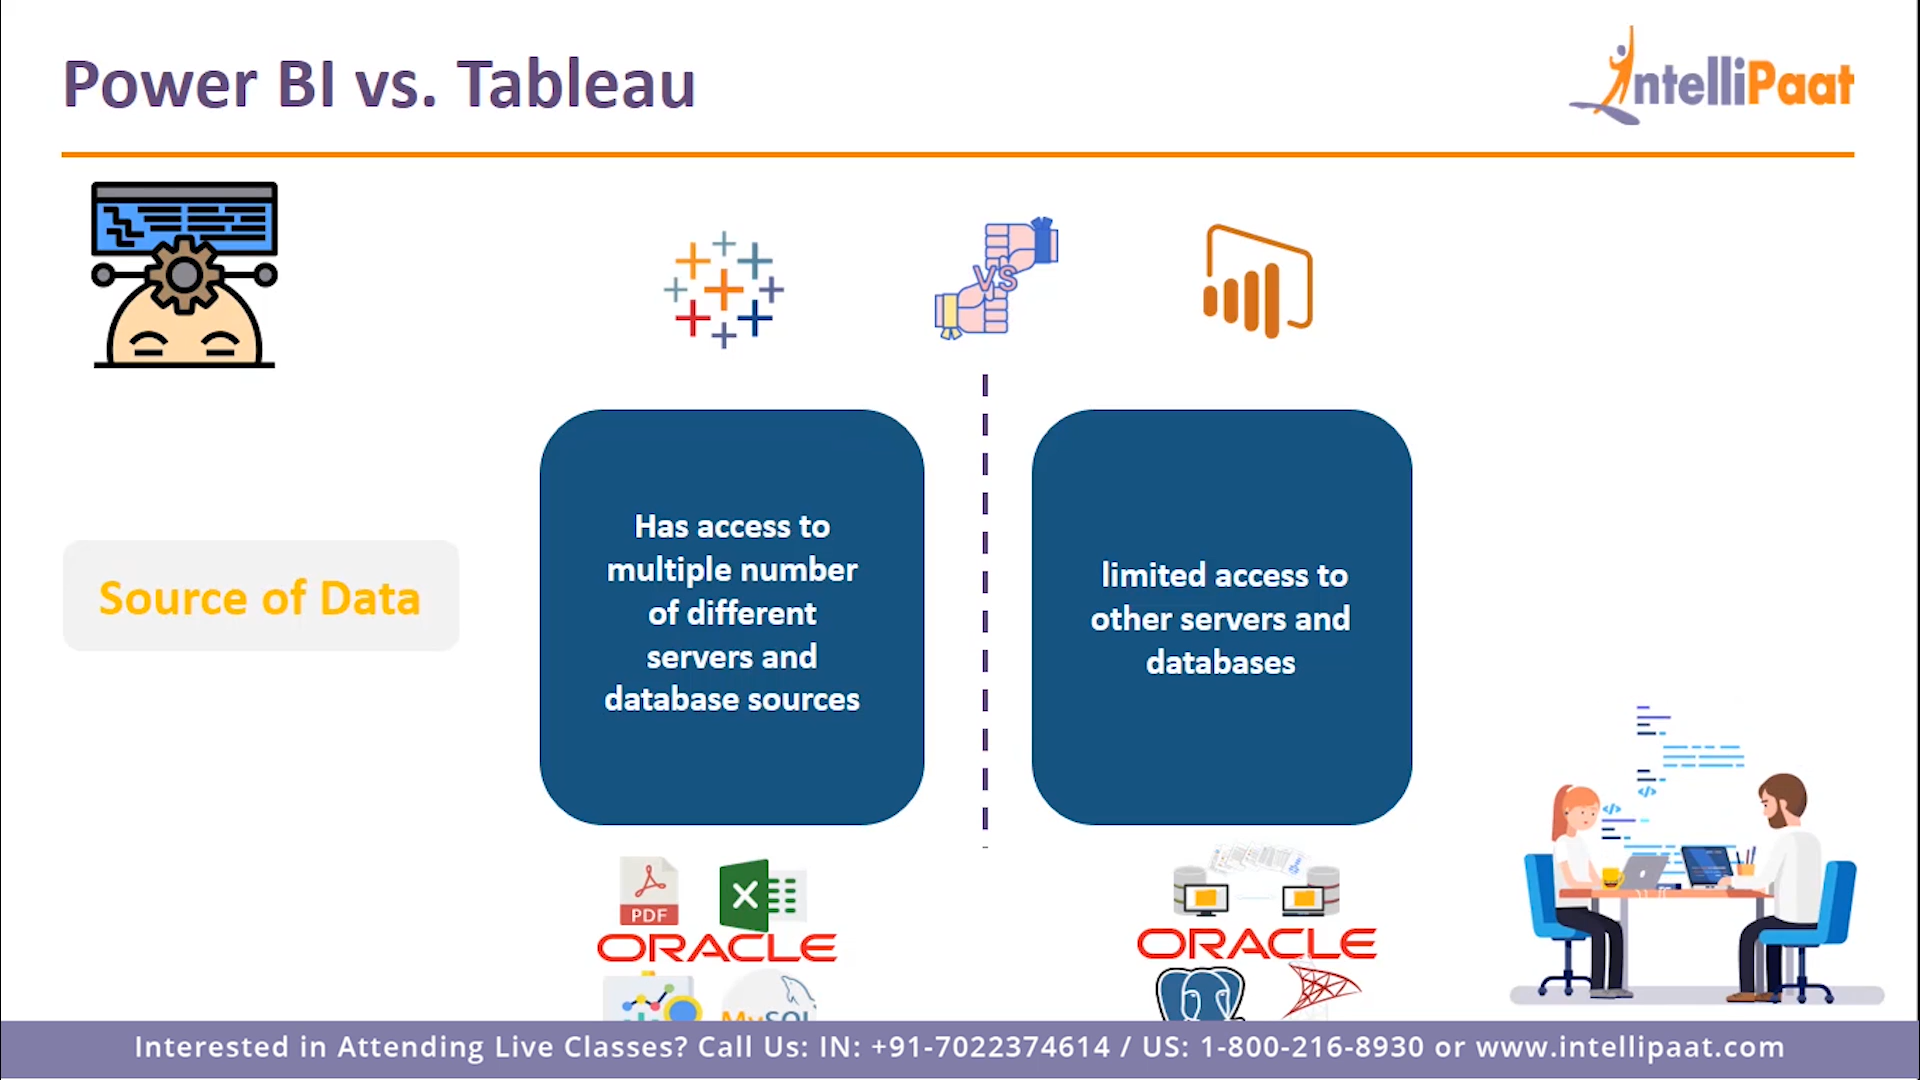 Power BI vs. Tableau
IntelliPaat
VS
Has access to
multiple number
of different
servers and
database sources
limited access to
other servers and
databases
Source of Data
PDF
X
ORACLE
ORACLE
MySQL
Interested in Attending Live Classes? Call Us: IN: +91-7022374614 / US: 1-800-216-8930 or www.intellipaat.com